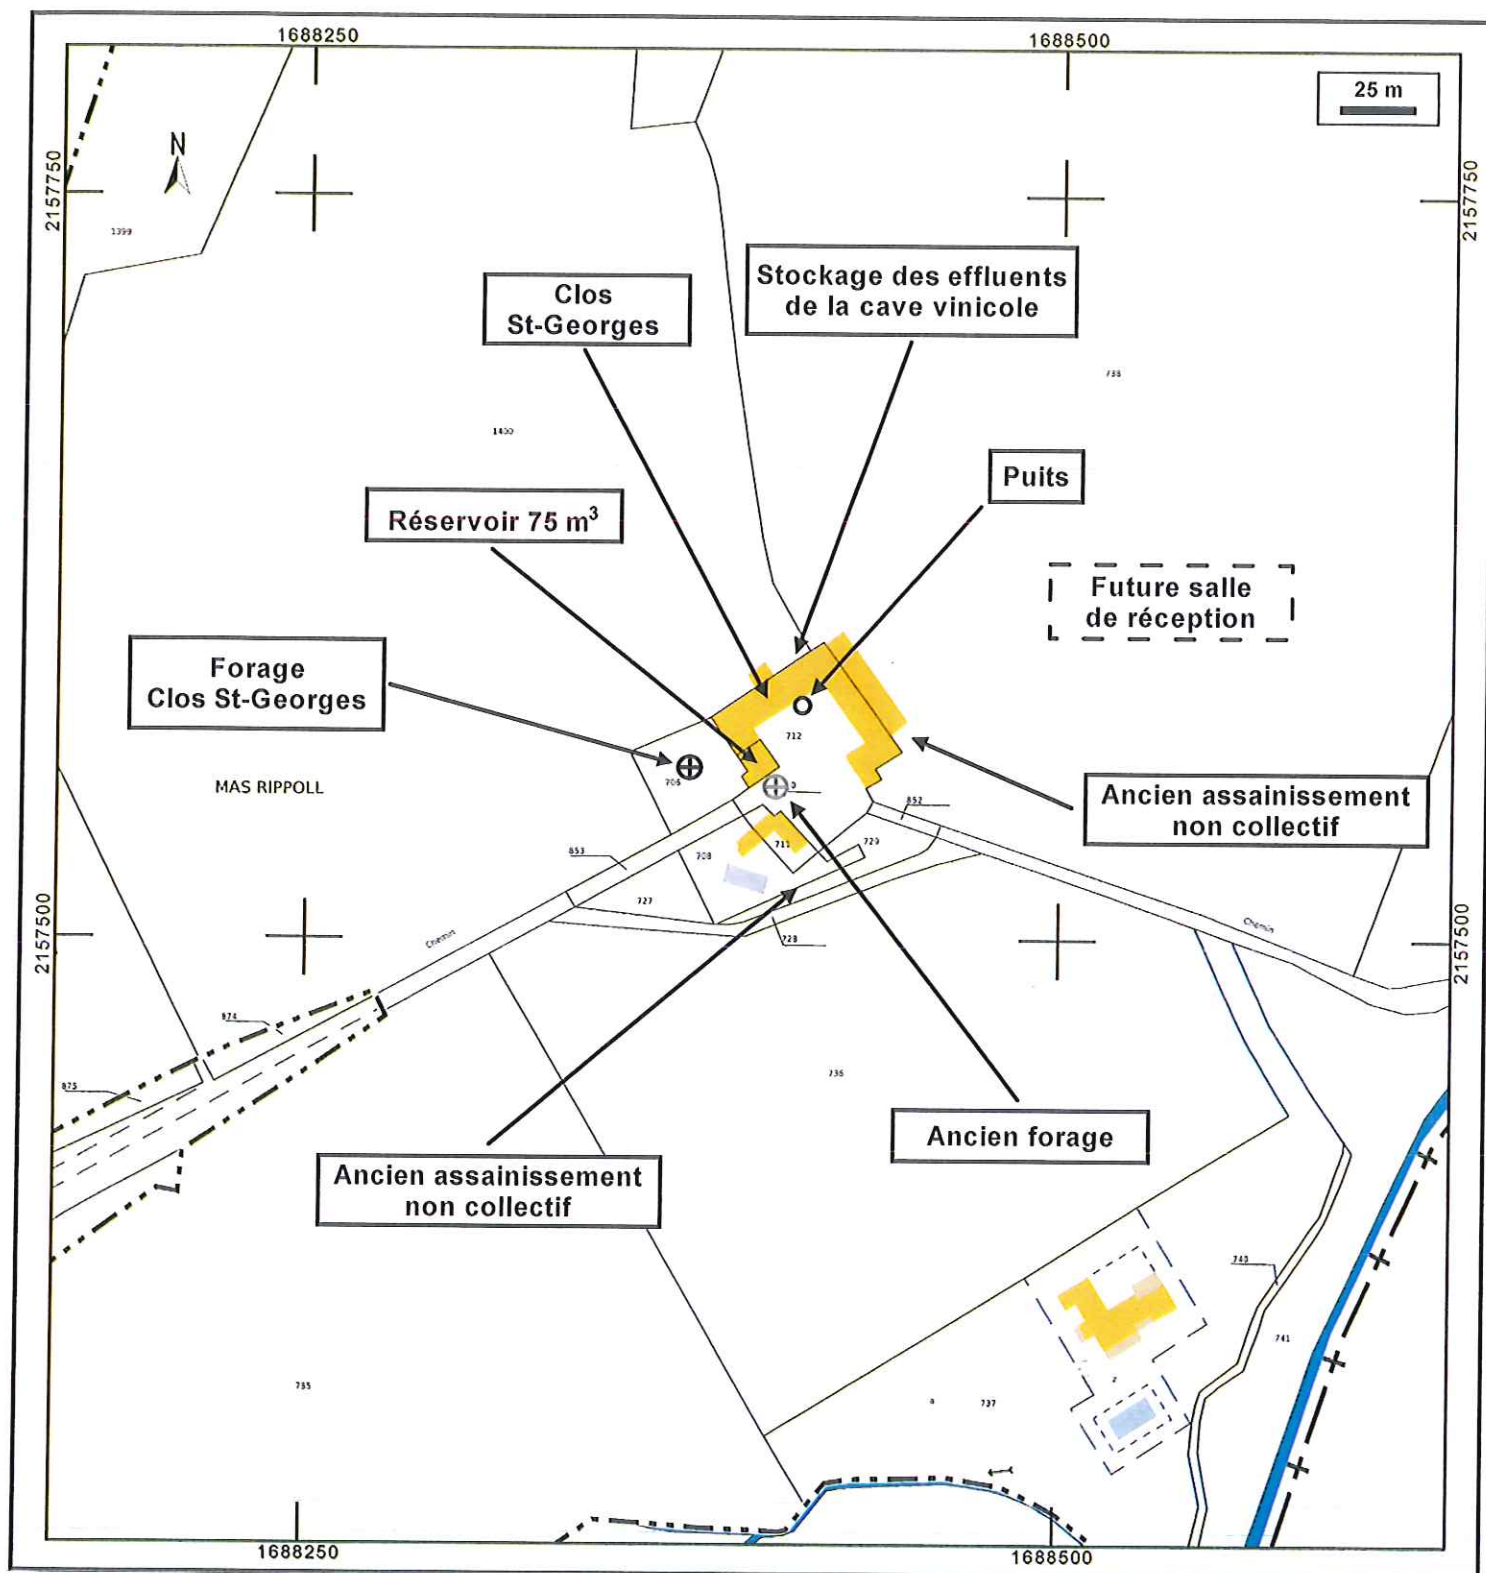 1688250
1688500
25 m
N
2157750
2157750
1399
Clos
St-Georges
Stockage des effluents
de la cave vinicole
738
1400
Puits
Réservoir 75 m³
Future salle
de réception
Forage
Clos St-Georges
712
706
MAS RIPPOLL
Ancien assainissement
non collectif
852
853
708
711
729
727
728
Chemin
Chemin
2157500
2157500
874
875
736
Ancien forage
Ancien assainissement
non collectif
740
741
735
737
1688250
1688500